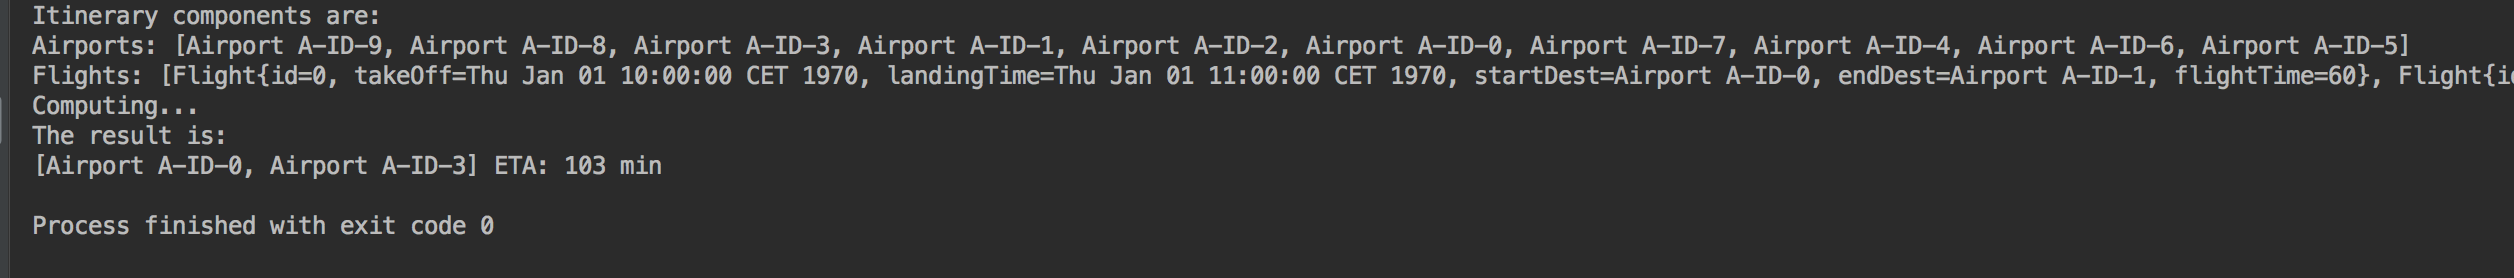 Itinerary components are:
Airports: [Airport A-ID-9, Airport A-ID-8, Airport A-ID-3, Airport A-ID-1, Airport A-ID-2, Airport A-ID-0, Airport A-ID-7, Airport A-ID-4, Airport A-ID-6, Airport A-ID-5]
Flights: [Flight{id=0, takeOff=Thu Jan 01 10:00:00 CET 1970, landingTime=Thu Jan 01 11:00:00 CET 1970, startDest=Airport A-ID-0, endDest=Airport A-ID-1, flightTime=60}, Flight{i
Computing...
The result is:
[Airport A-ID-0, Airport A-ID-3] ETA: 103 min
Process finished with exit code 0